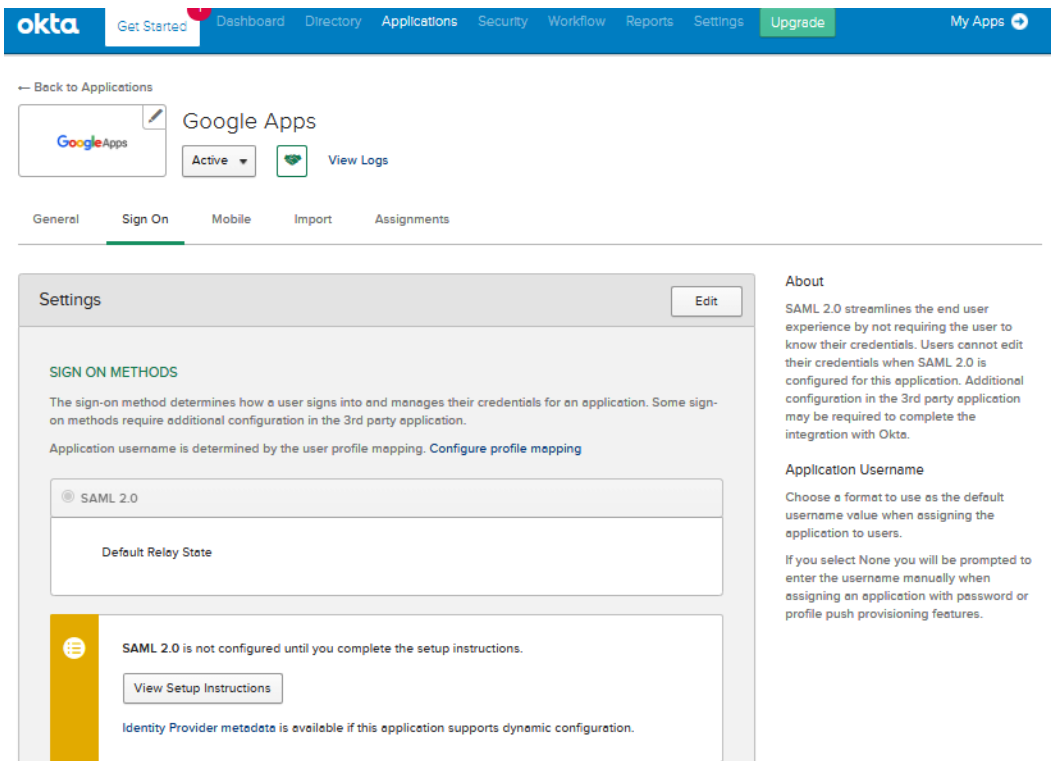 okta
Get Started
1
Dashboard
Directory
Applications
Security
Workflow
Reports
Settings
Upgrade
My Apps
← Back to Applications
Google Apps
Google Apps
Active
View Logs
General
Sign On
Mobile
Import
Assignments
Settings
Edit
SIGN ON METHODS
The sign-on method determines how a user signs into and manages their credentials for an application. Some sign-
on methods require additional configuration in the 3rd party application.
Application username is determined by the user profile mapping. Configure profile mapping
SAML 2.0
Default Relay State
SAML 2.0 is not configured until you complete the setup instructions.
View Setup Instructions
Identity Provider metadata is available if this application supports dynamic configuration.
About
SAML 2.0 streamlines the end user
experience by not requiring the user to
know their credentials. Users cannot edit
their credentials when SAML 2.0 is
configured for this application. Additional
configuration in the 3rd party application
may be required to complete the
integration with Okta.
Application Username
Choose a format to use as the default
username value when assigning the
application to users.
If you select None you will be prompted to
enter the username manually when
assigning an application with password or
profile push provisioning features.